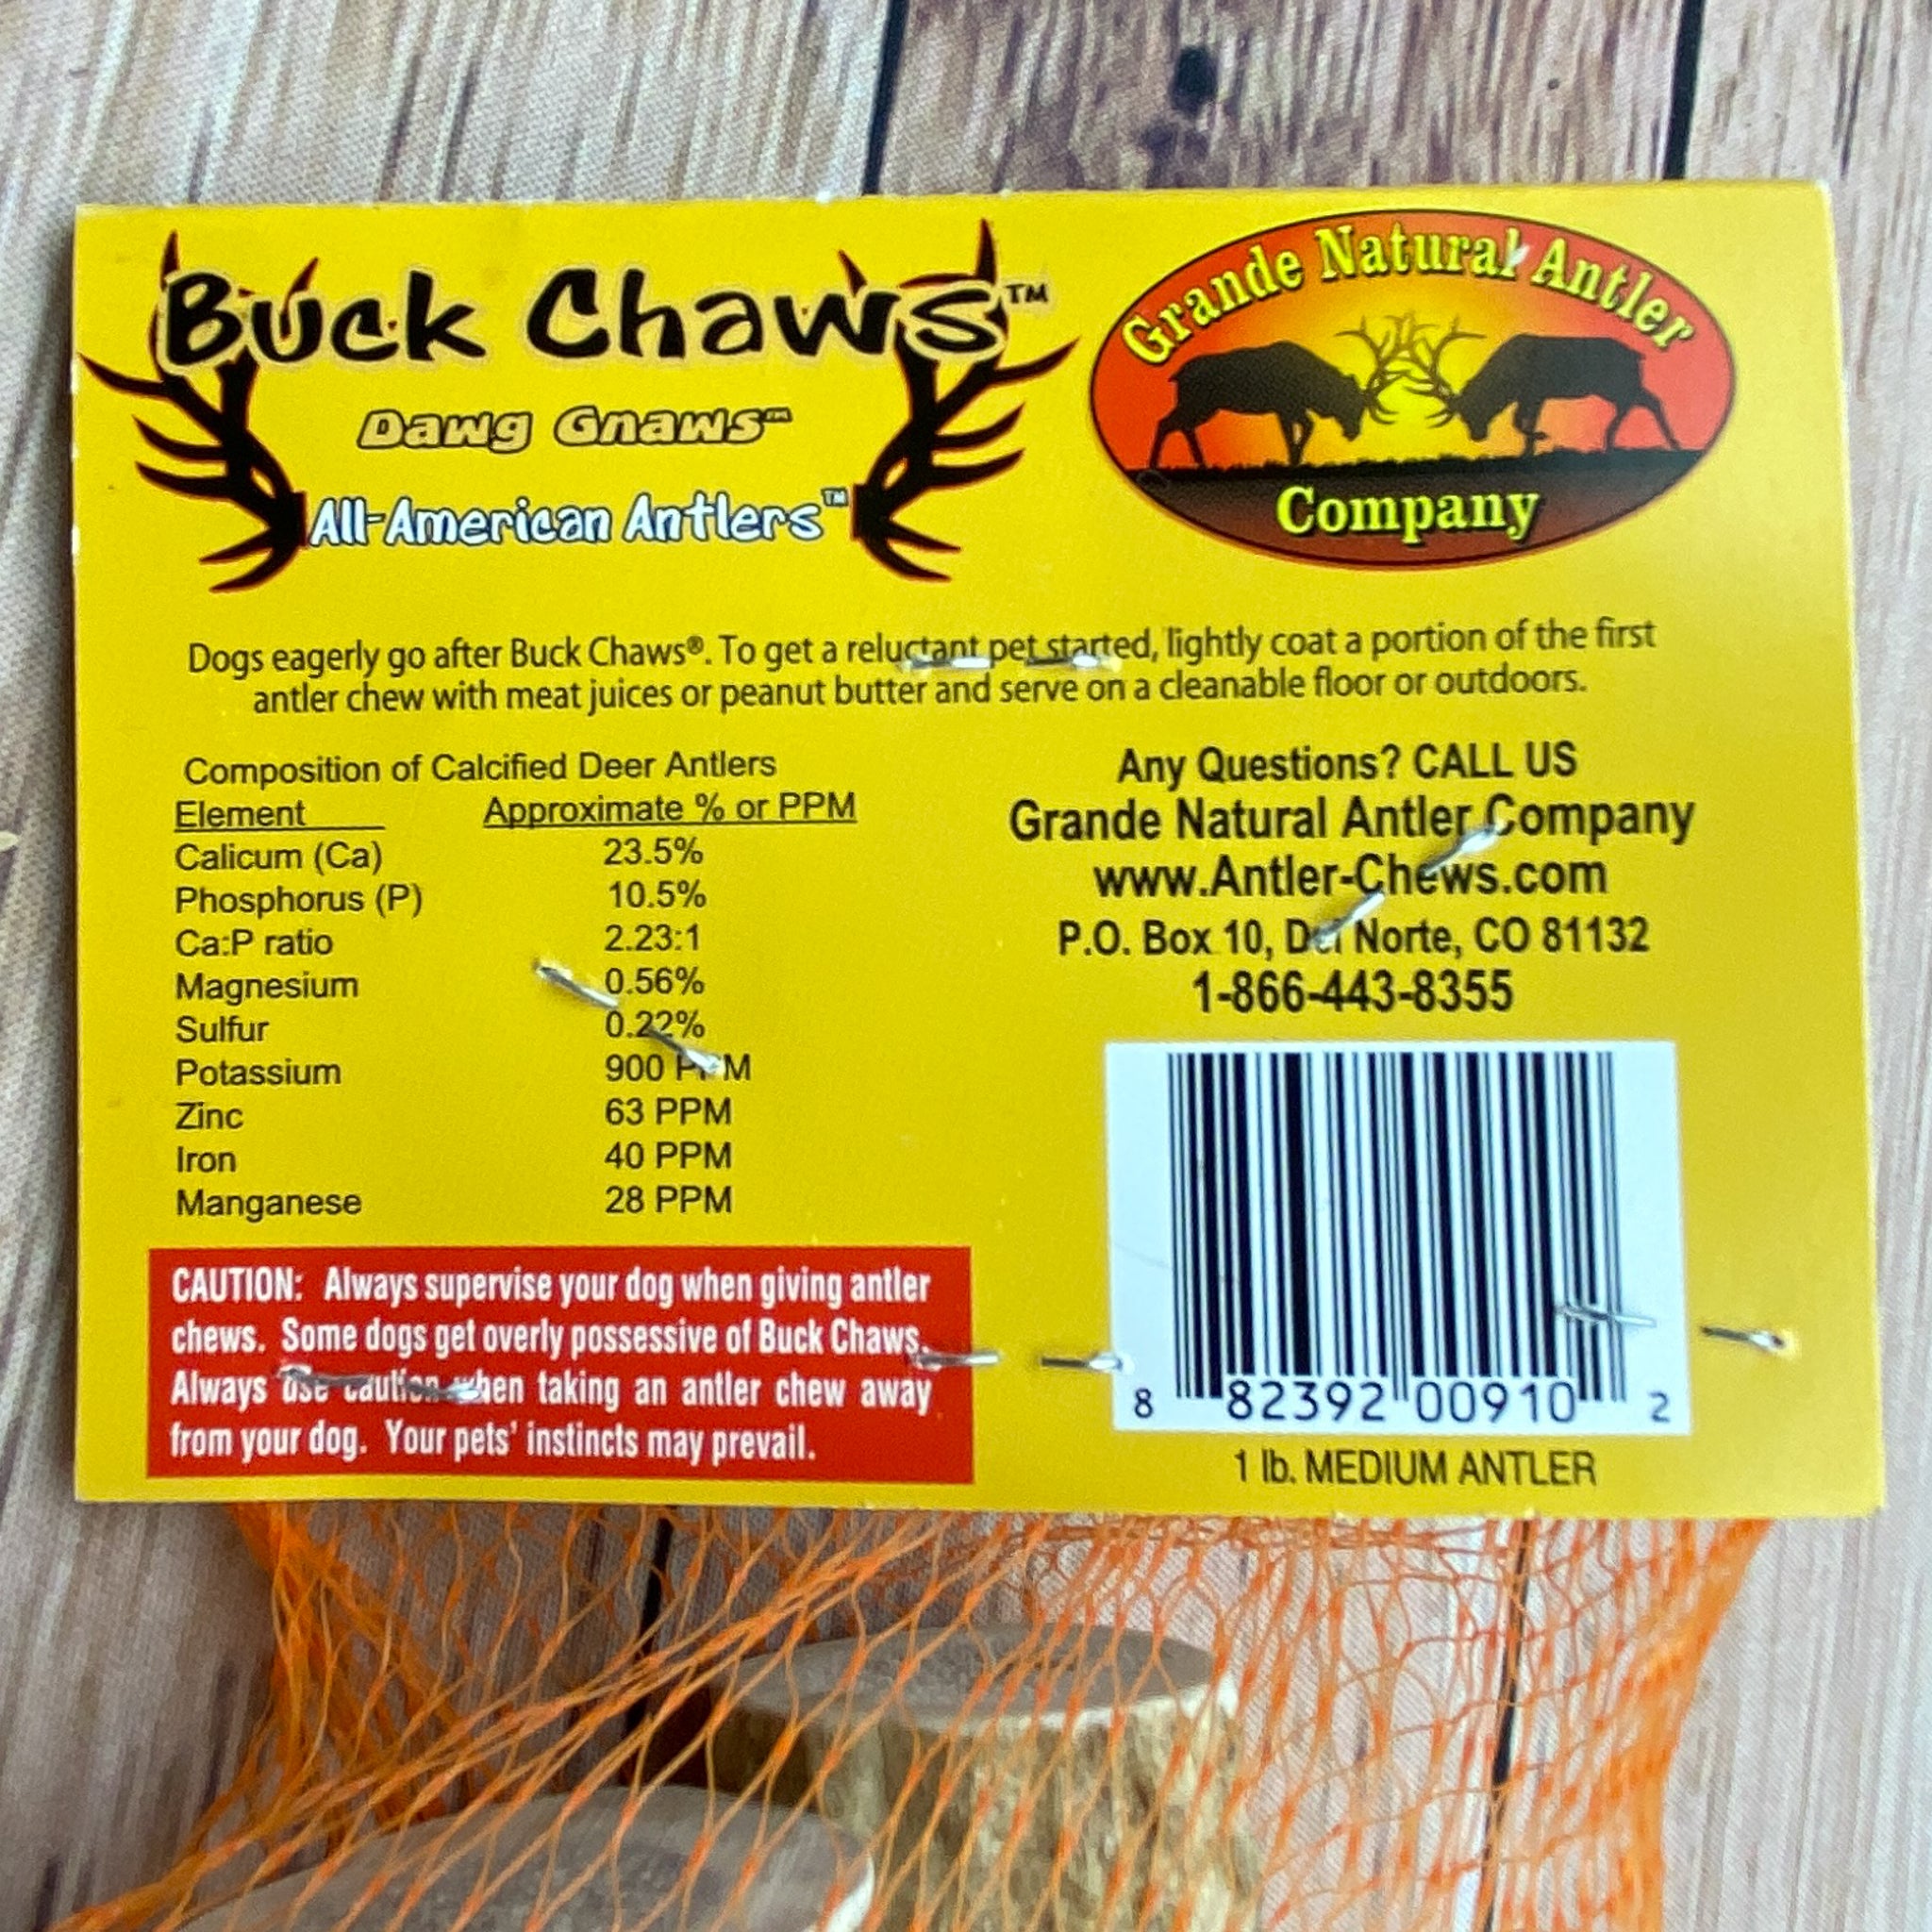 Buck Chaws™
Dawg Gnaws™
All-American Antlers™
Grande Natural Antler
Company
Dogs eagerly go after Buck Chaws®. To get a reluctant pet started, lightly coat a portion of the first
antler chew with meat juices or peanut butter and serve on a cleanable floor or outdoors.
Composition of Calcified Deer Antlers
Element Approximate % or PPM
Calicum (Ca) 23.5%
Phosphorus (P) 10.5%
Ca:P ratio 2.23:1
Magnesium 0.56%
Sulfur 0.22%
Potassium 900 PPM
Zinc 63 PPM
Iron 40 PPM
Manganese 28 PPM
CAUTION: Always supervise your dog when giving antler
chews. Some dogs get overly possessive of Buck Chaws.
Always use caution when taking an antler chew away
from your dog. Your pets' instincts may prevail.
Any Questions? CALL US
Grande Natural Antler Company
www.Antler-Chews.com
P.O. Box 10, Del Norte, CO 81132
1-866-443-8355
8 82392 00910 2
1 lb. MEDIUM ANTLER